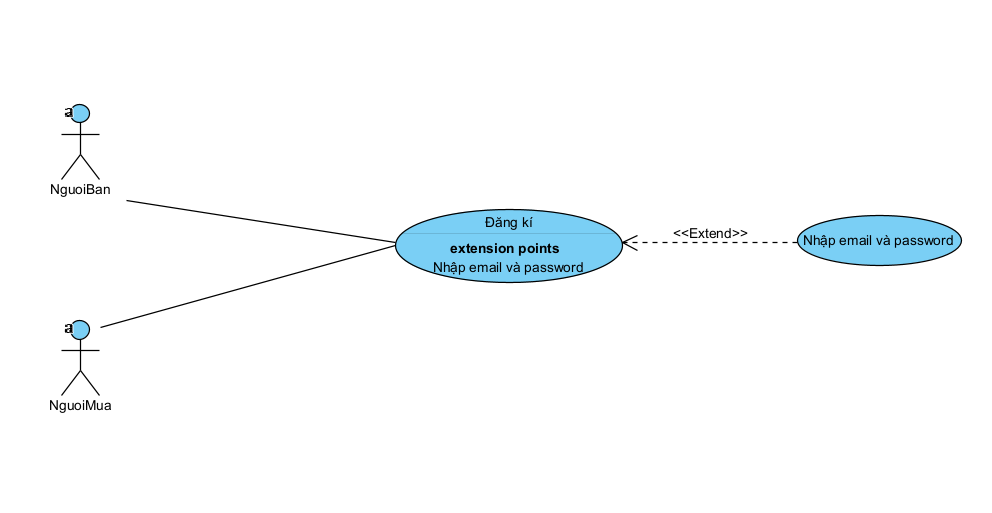 a
NguoiBan
Đăng kí
extension points
Nhập email và password
<<Extend>>
Nhập email và password
a
NguoiMua